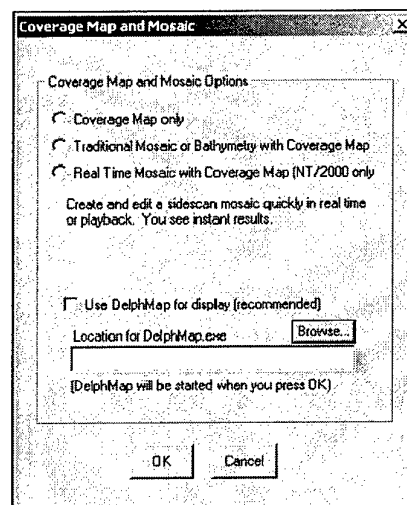 Coverage Map and Mosaic
Coverage Map and Mosaic Options
Coverage Map only
Traditional Mosaic or Bathymetry with Coverage Map
Real Time Mosaic with Coverage Map (NT/2000 only
Create and edit a sidescan mosaic quickly in real time
or playback. You see instant results.
Use DelphMap for display (recommended)
Location for DelphMap.exe
Browse...
(DelphMap will be started when you press OK)
OK
Cancel